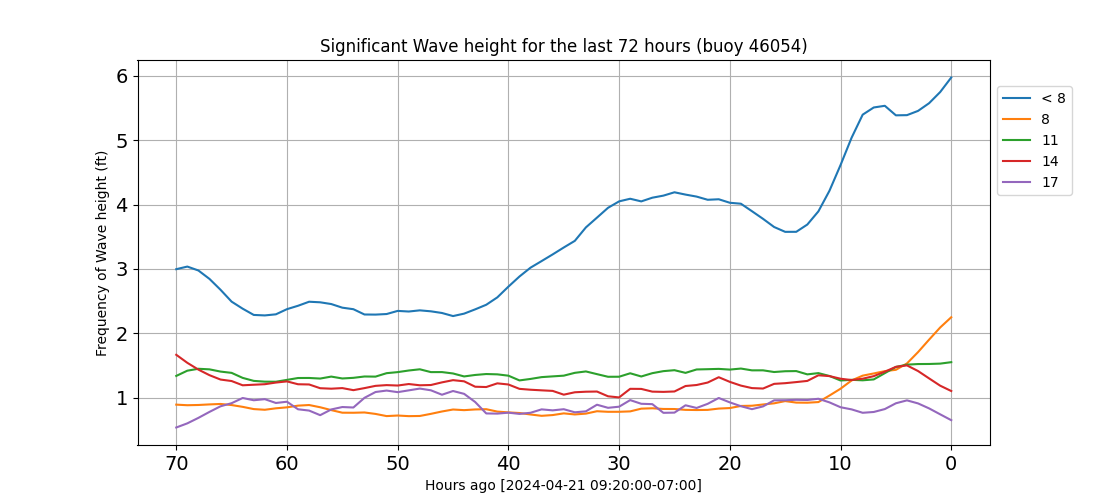 Significant Wave height for the last 72 hours (buoy 46054)
Frequency of Wave height (ft)
6
5
4
3
2
1
70 60 50 40 30 20 10 0
Hours ago [2024-04-21 09:20:00-07:00]
< 8
8
11
14
17